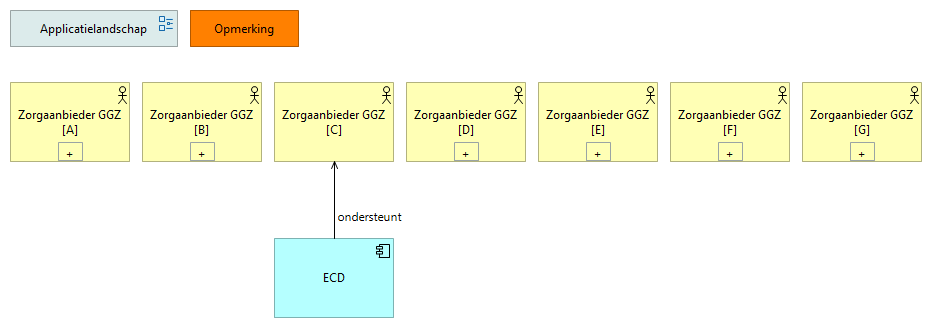 Applicatielandschap
Opmerking
Zorgaanbieder GGZ
[A]
+
Zorgaanbieder GGZ
[B]
+
Zorgaanbieder GGZ
[C]
Zorgaanbieder GGZ
[D]
+
Zorgaanbieder GGZ
[E]
+
Zorgaanbieder GGZ
[F]
+
Zorgaanbieder GGZ
[G]
+
ondersteunt
ECD